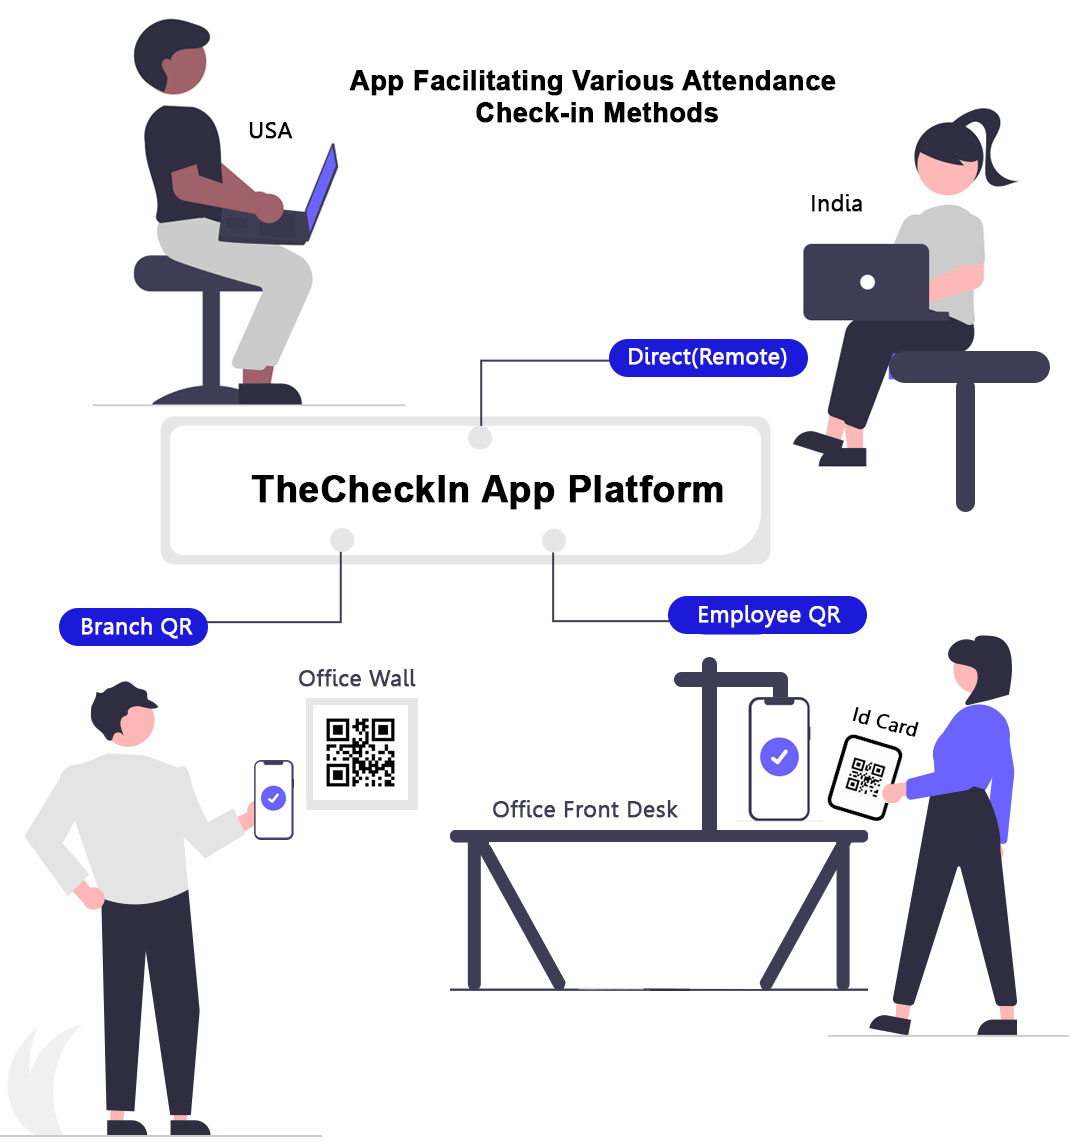 App Facilitating Various Attendance
Check-in Methods
USA
India
Direct(Remote)
TheCheckIn App Platform
Branch QR
Employee QR
Office Wall
Id Card
Office Front Desk